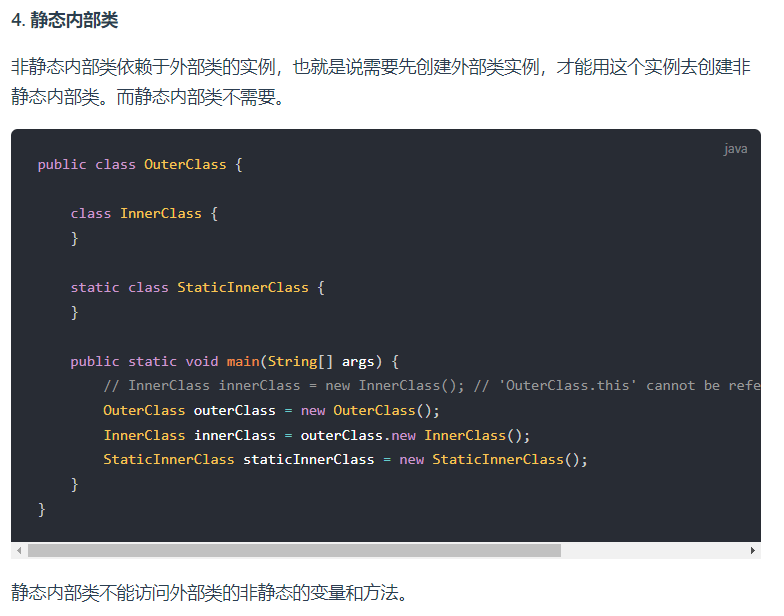 4. 静态内部类
非静态内部类依赖于外部类的实例，也就是说需要先创建外部类实例，才能用这个实例去创建非
静态内部类。而静态内部类不需要。
java
public class OuterClass {
    class InnerClass {
    }
    static class StaticInnerClass {
    }
    public static void main(String[] args) {
        // InnerClass innerClass = new InnerClass(); // 'OuterClass.this' cannot be refe
        OuterClass outerClass = new OuterClass();
        InnerClass innerClass = outerClass.new InnerClass();
        StaticInnerClass staticInnerClass = new StaticInnerClass();
    }
}
静态内部类不能访问外部类的非静态的变量和方法。